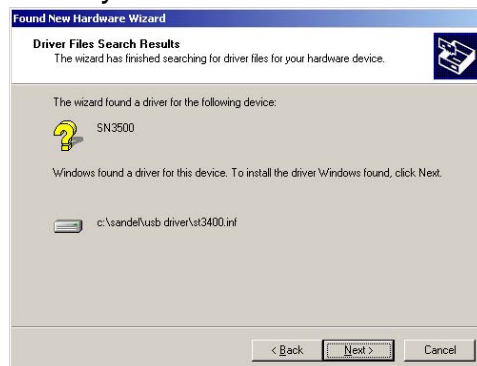 Found New Hardware Wizard
Driver Files Search Results
The wizard has finished searching for driver files for your hardware device.
The wizard found a driver for the following device:
SN3500
Windows found a driver for this device. To install the driver Windows found, click Next.
c:\sandel\usb driver\st3400.inf
< Back Next > Cancel